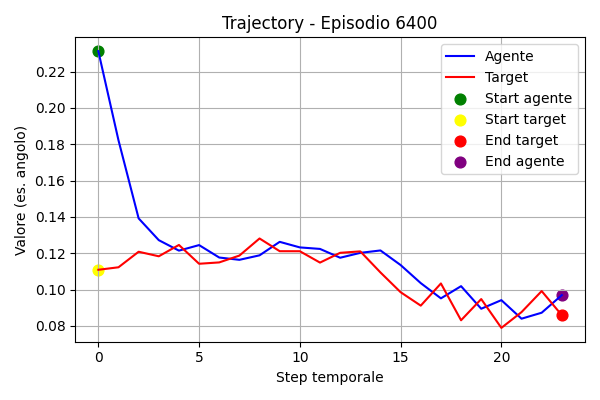 Trajectory - Episodio 6400
Valore (es. angolo)
0.22
0.20
0.18
0.16
0.14
0.12
0.10
0.08
Agente
Target
Start agente
Start target
End target
End agente
0
5
10
15
20
Step temporale